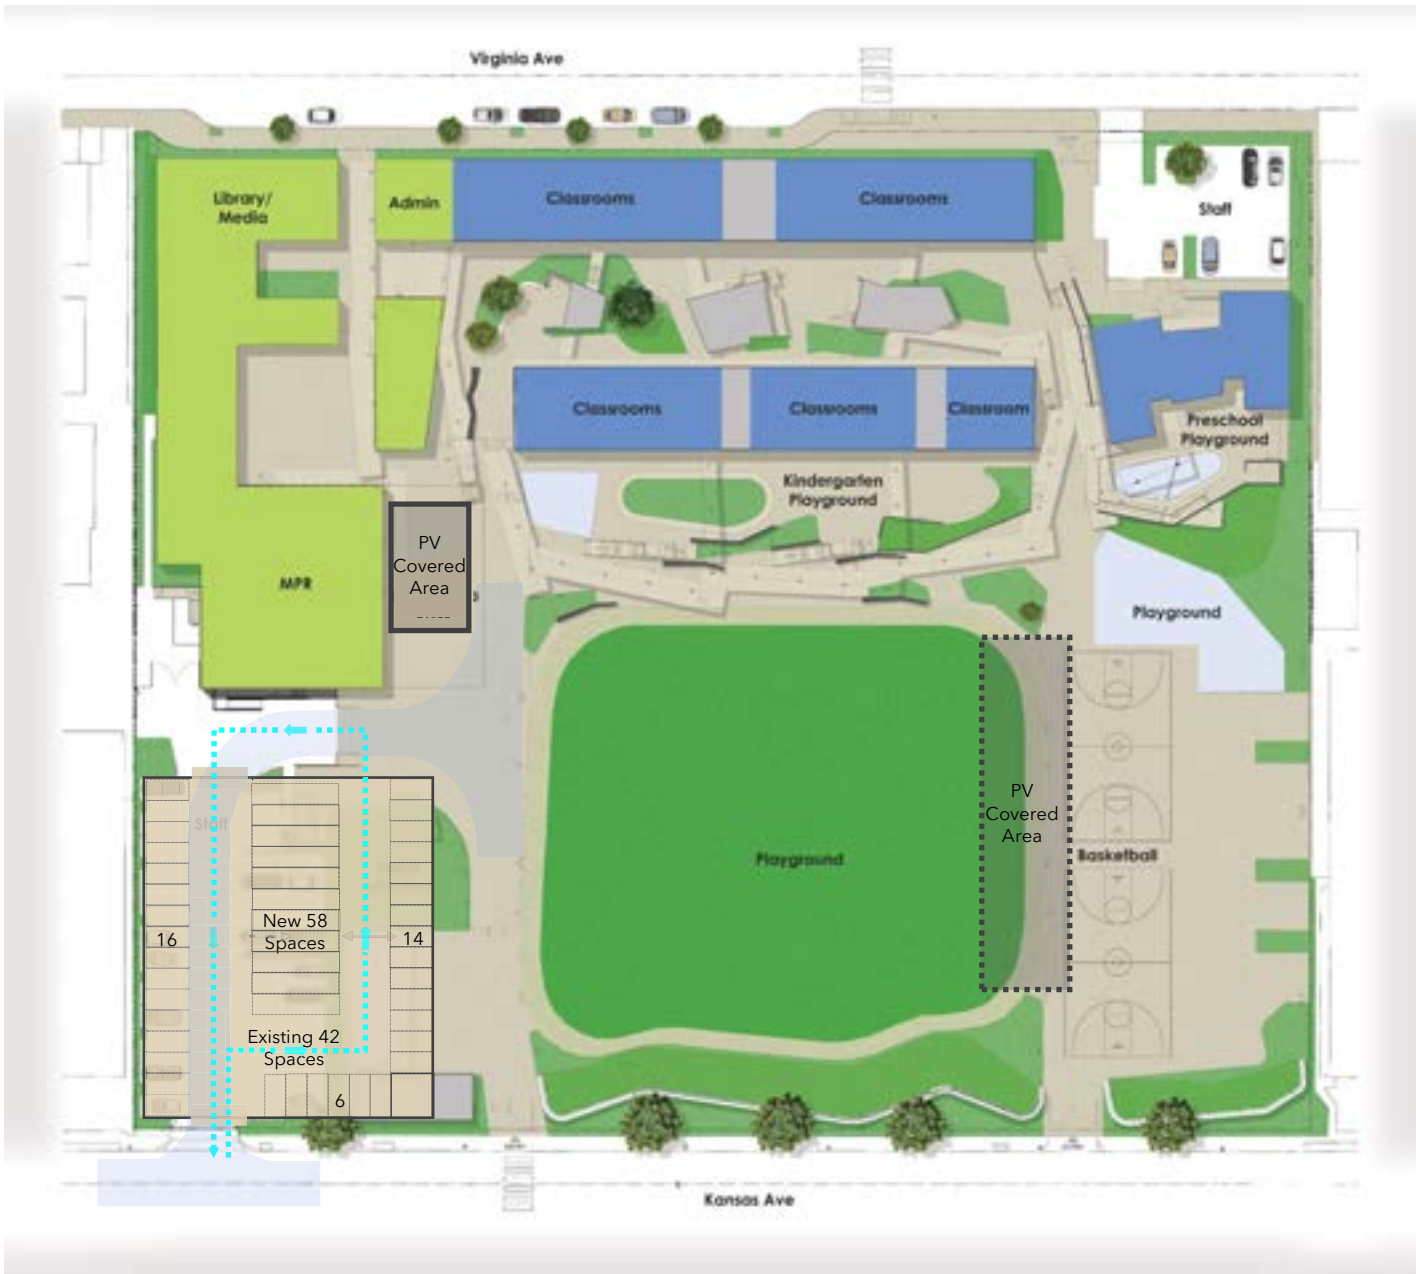 Virginia Ave
Library/
Media
Admin
Classrooms
Classrooms
Staff
Classrooms
Classrooms
Classroom
Preschool
Playground
Kindergarten
Playground
PV
Covered
Area
MPR
Playground
PV
Covered
Area
Staff
Playground
Basketball
New 58
Spaces
16
14
Existing 42
Spaces
6
Kansas Ave